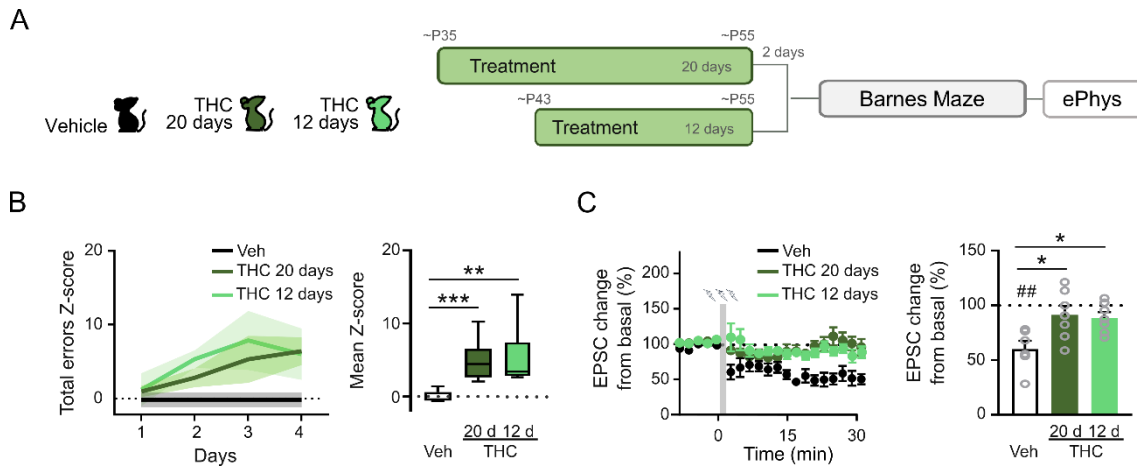 A
~P35 ~P55
Treatment 20 days
2 days
~P43 ~P55
Treatment 12 days
Barnes Maze
ePhys
Vehicle
THC
20 days
THC
12 days
B
Total errors Z-score
20
10
0
1 2 3 4
Days
Veh
THC 20 days
THC 12 days
Mean Z-score
20
10
0
**
***
Veh
20 d 12 d
THC
C
EPSC change
from basal (%)
200
150
100
50
0
0 15 30
Time (min)
Veh
THC 20 days
THC 12 days
EPSC change
from basal (%)
150
100
50
0
*
*
##
Veh
20 d 12 d
THC